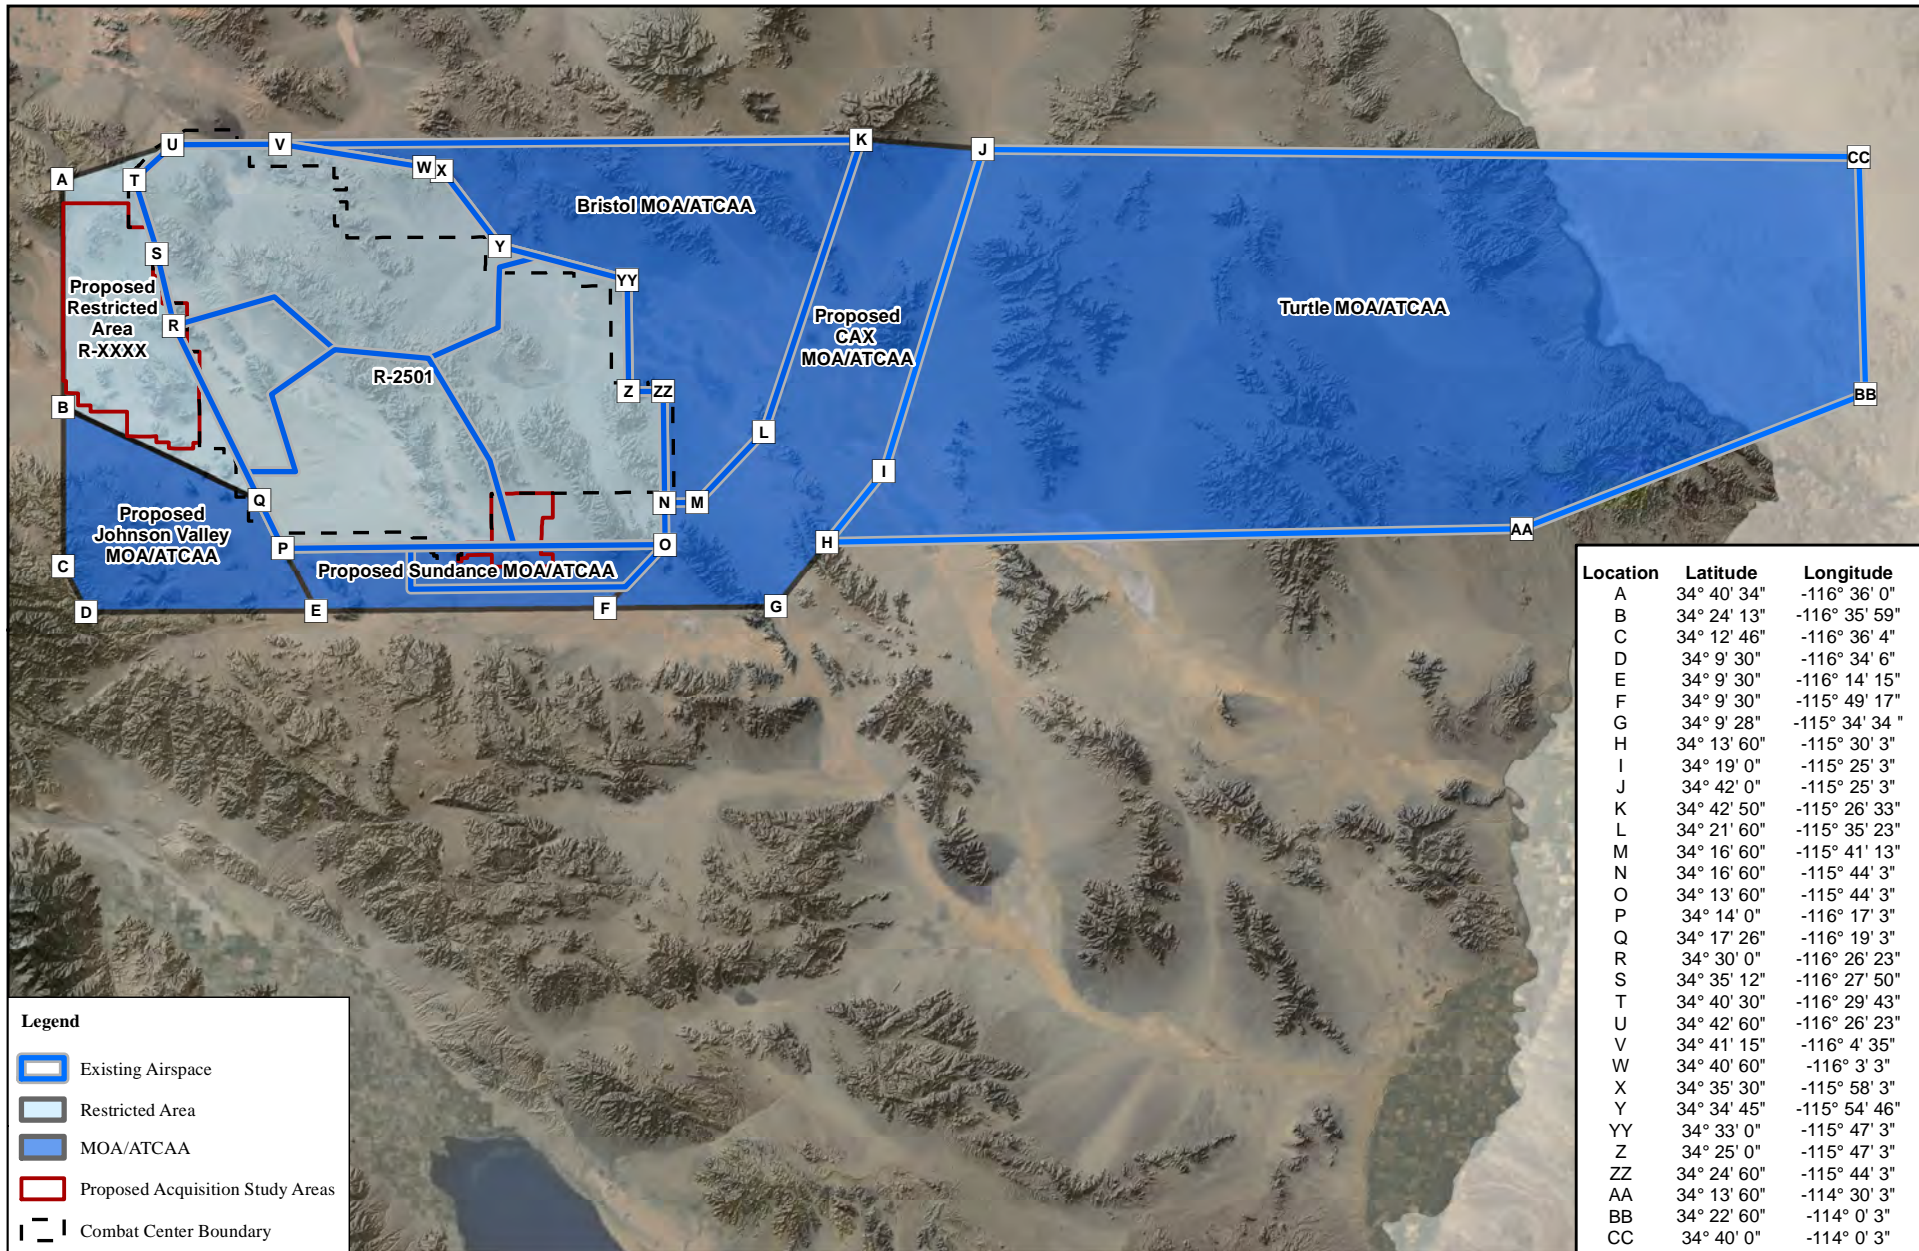 U
V
K
J
CC
W
X
A
T
Bristol MOA/ATCAA
S
Y
YY
Proposed
Restricted
Area
R-XXXX
R
Proposed
CAX
MOA/ATCAA
Turtle MOA/ATCAA
R-2501
Z
ZZ
BB
B
L
I
Q
N
M
Proposed
Johnson Valley
MOA/ATCAA
P
O
H
AA
C
Proposed Sundance MOA/ATCAA
D
E
F
G
Location Latitude Longitude
A 34° 40' 34" -116° 36' 0"
B 34° 24' 13" -116° 35' 59"
C 34° 12' 46" -116° 36' 4"
D 34° 9' 30" -116° 34' 6"
E 34° 9' 30" -116° 14' 15"
F 34° 9' 30" -115° 49' 17"
G 34° 9' 28" -115° 34' 34 "
H 34° 13' 60" -115° 30' 3"
I 34° 19' 0" -115° 25' 3"
J 34° 42' 0" -115° 25' 3"
K 34° 42' 50" -115° 26' 33"
L 34° 21' 60" -115° 35' 23"
M 34° 16' 60" -115° 41' 13"
N 34° 16' 60" -115° 44' 3"
O 34° 13' 60" -115° 44' 3"
P 34° 14' 0" -116° 17' 3"
Q 34° 17' 26" -116° 19' 3"
R 34° 30' 0" -116° 26' 23"
S 34° 35' 12" -116° 27' 50"
T 34° 40' 30" -116° 29' 43"
U 34° 42' 60" -116° 26' 23"
V 34° 41' 15" -116° 4' 35"
W 34° 40' 60" -116° 3' 3"
X 34° 35' 30" -115° 58' 3"
Y 34° 34' 45" -115° 54' 46"
YY 34° 33' 0" -115° 47' 3"
Z 34° 25' 0" -115° 47' 3"
ZZ 34° 24' 60" -115° 44' 3"
AA 34° 13' 60" -114° 30' 3"
BB 34° 22' 60" -114° 0' 3"
CC 34° 40' 0" -114° 0' 3"
Legend
Existing Airspace
Restricted Area
MOA/ATCAA
Proposed Acquisition Study Areas
Combat Center Boundary